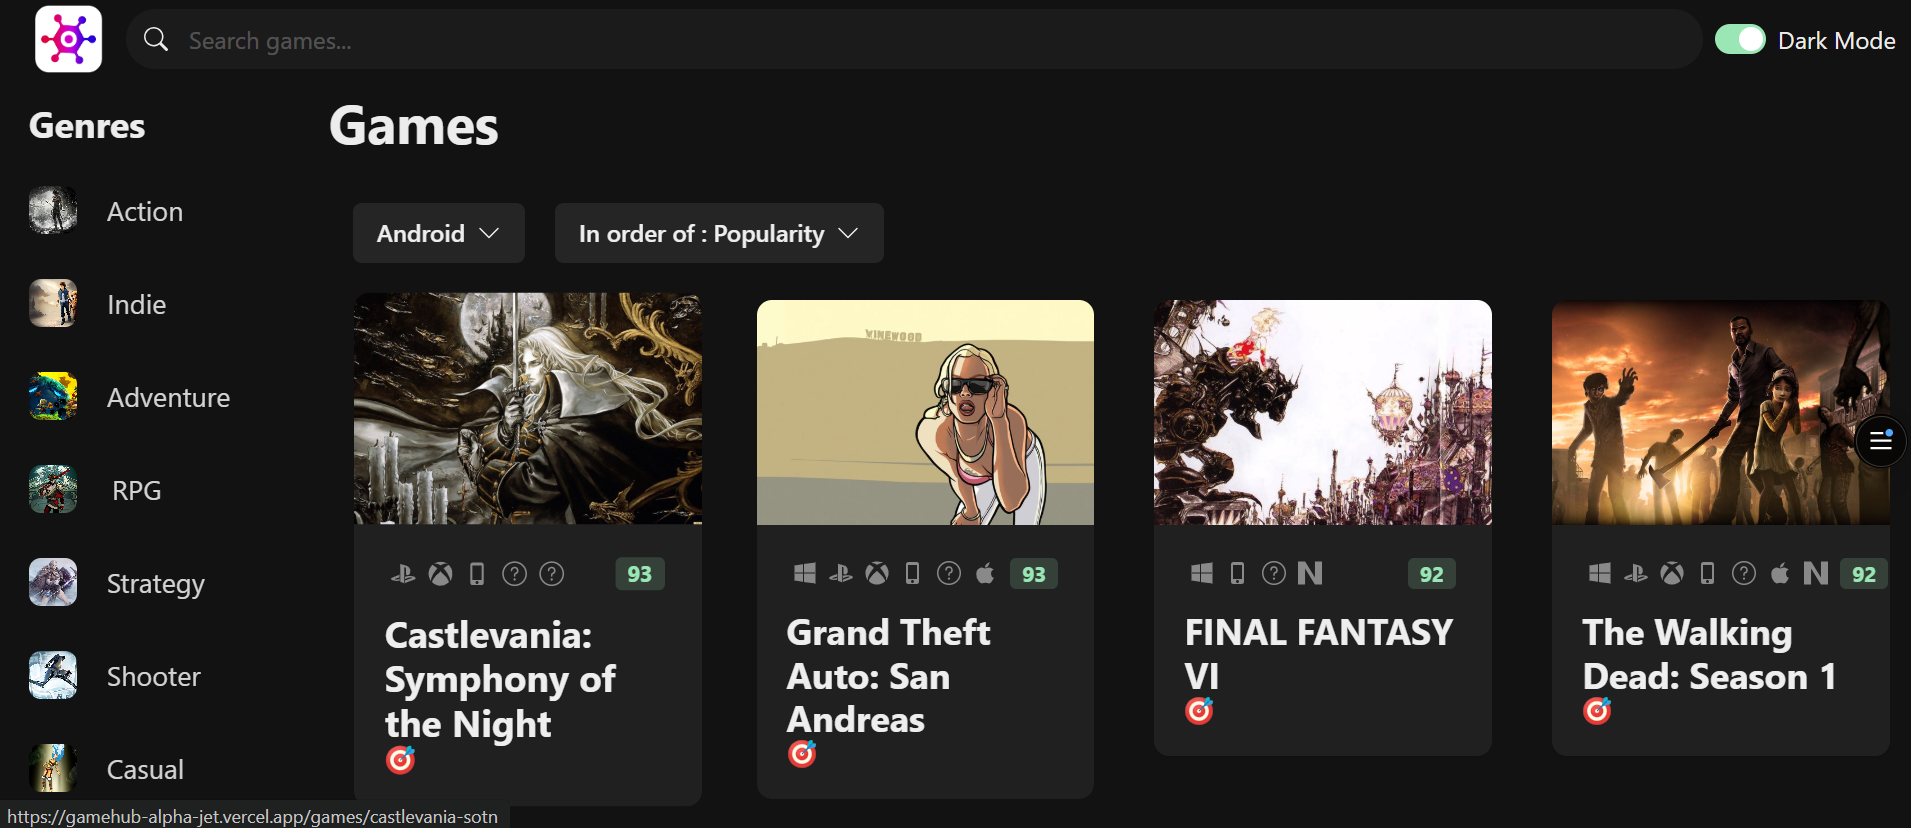 Search games...
Dark Mode
Genres
Games
Action
Indie
Adventure
RPG
Strategy
Shooter
Casual
Android
In order of : Popularity
VINEWOOD
93
Castlevania:
Symphony of
the Night
93
Grand Theft
Auto: San
Andreas
92
FINAL FANTASY
VI
92
The Walking
Dead: Season 1
https://gamehub-alpha-jet.vercel.app/games/castlevania-sotn